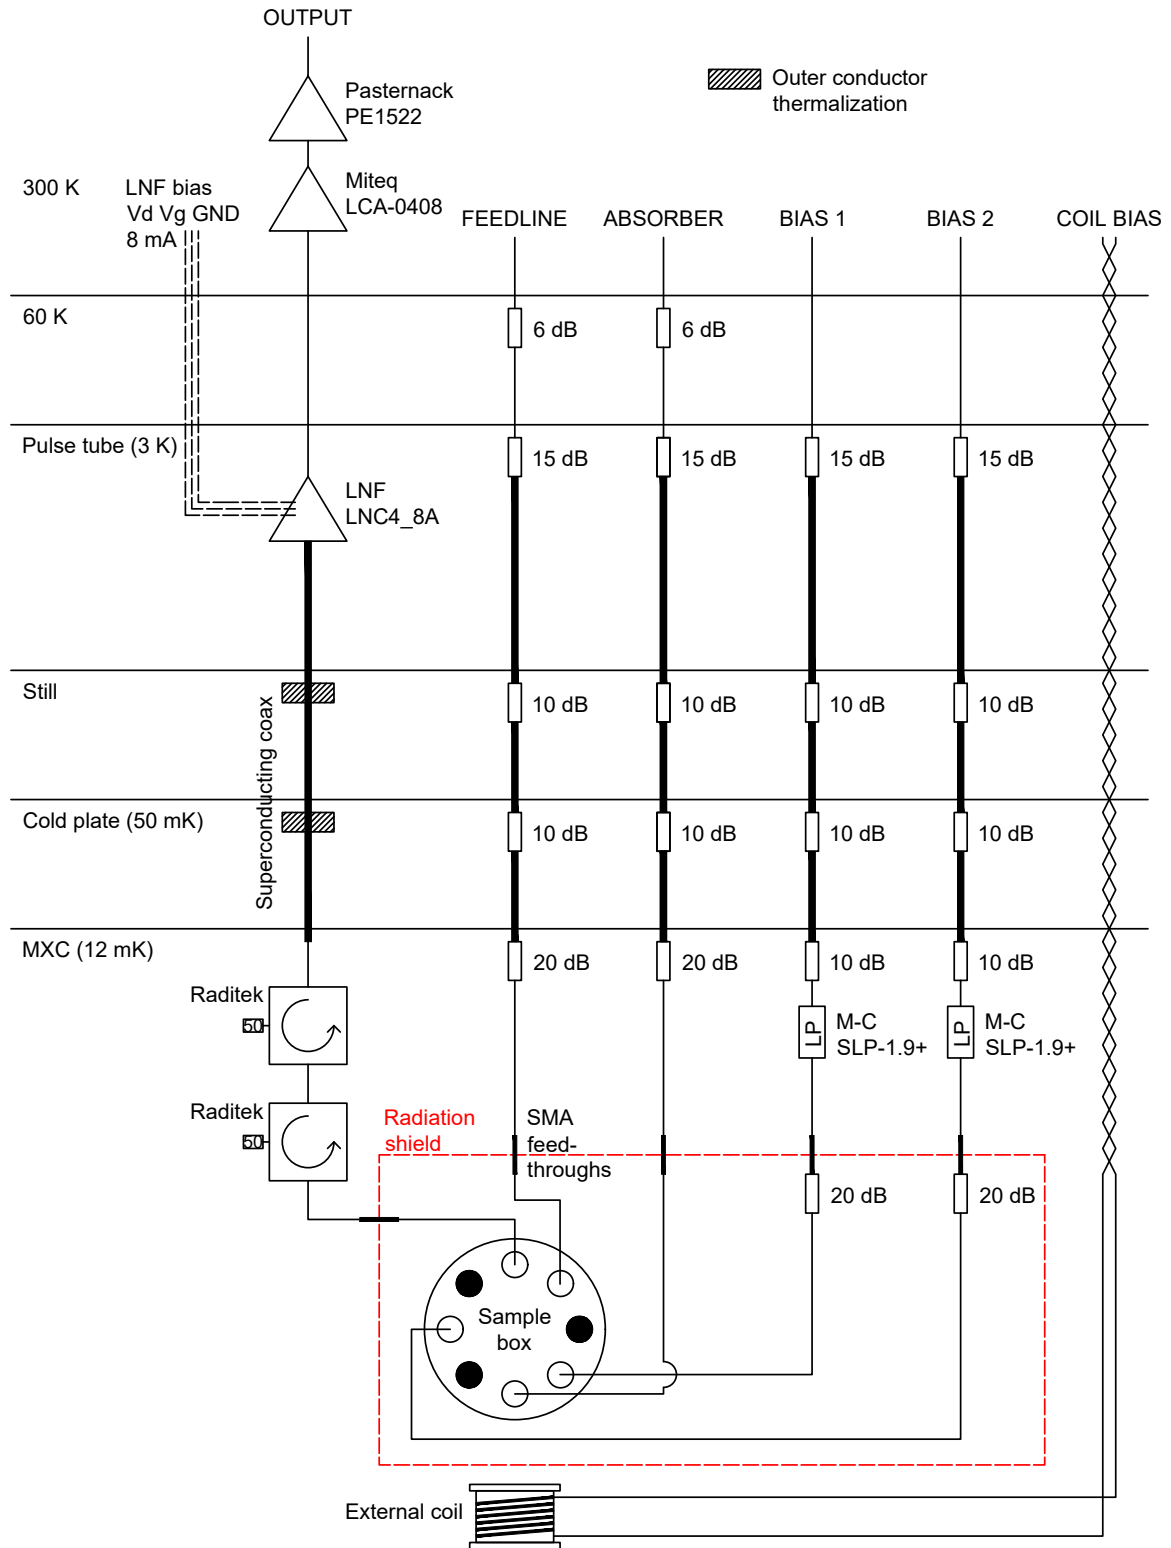 OUTPUT
Pasternack
PE1522
Outer conductor
thermalization
300 K
LNF bias
Vd Vg GND
8 mA
Miteq
LCA-0408
FEEDLINE
ABSORBER
BIAS 1
BIAS 2
COIL BIAS
60 K
6 dB
6 dB
Pulse tube (3 K)
15 dB
15 dB
15 dB
15 dB
LNF
LNC4_8A
Still
10 dB
10 dB
10 dB
10 dB
Superconducting coax
Cold plate (50 mK)
10 dB
10 dB
10 dB
10 dB
MXC (12 mK)
20 dB
20 dB
10 dB
10 dB
Raditek
50
LP
M-C
SLP-1.9+
LP
M-C
SLP-1.9+
Raditek
50
Radiation
shield
SMA
feed-
throughs
20 dB
20 dB
Sample
box
External coil